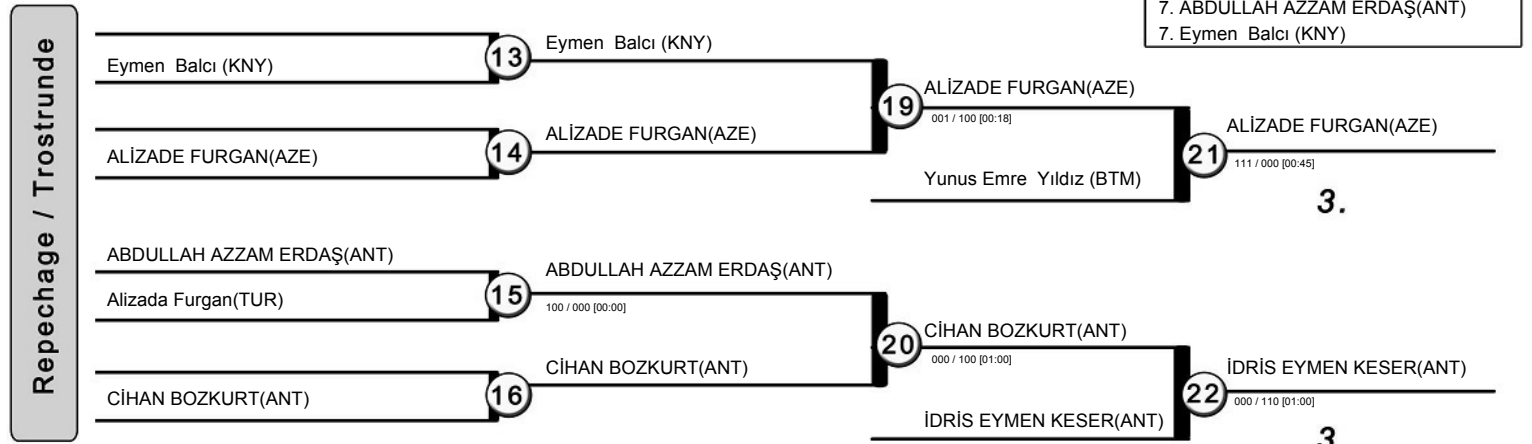 7. ABDULLAH AZZAM ERDAŞ(ANT)
7. Eymen Balcı (KNY)
Repechage / Trostrunde
Eymen Balcı (KNY)
13
Eymen Balcı (KNY)
ALİZADE FURGAN(AZE)
14
ALİZADE FURGAN(AZE)
19
ALİZADE FURGAN(AZE)
001 / 100 [00:18]
Yunus Emre Yıldız (BTM)
21
ALİZADE FURGAN(AZE)
111 / 000 [00:45]
3.
ABDULLAH AZZAM ERDAŞ(ANT)
Alizada Furgan(TUR)
15
ABDULLAH AZZAM ERDAŞ(ANT)
100 / 000 [00:00]
CİHAN BOZKURT(ANT)
16
CİHAN BOZKURT(ANT)
20
CİHAN BOZKURT(ANT)
000 / 100 [01:00]
İDRİS EYMEN KESER(ANT)
22
İDRİS EYMEN KESER(ANT)
000 / 110 [01:00]
3